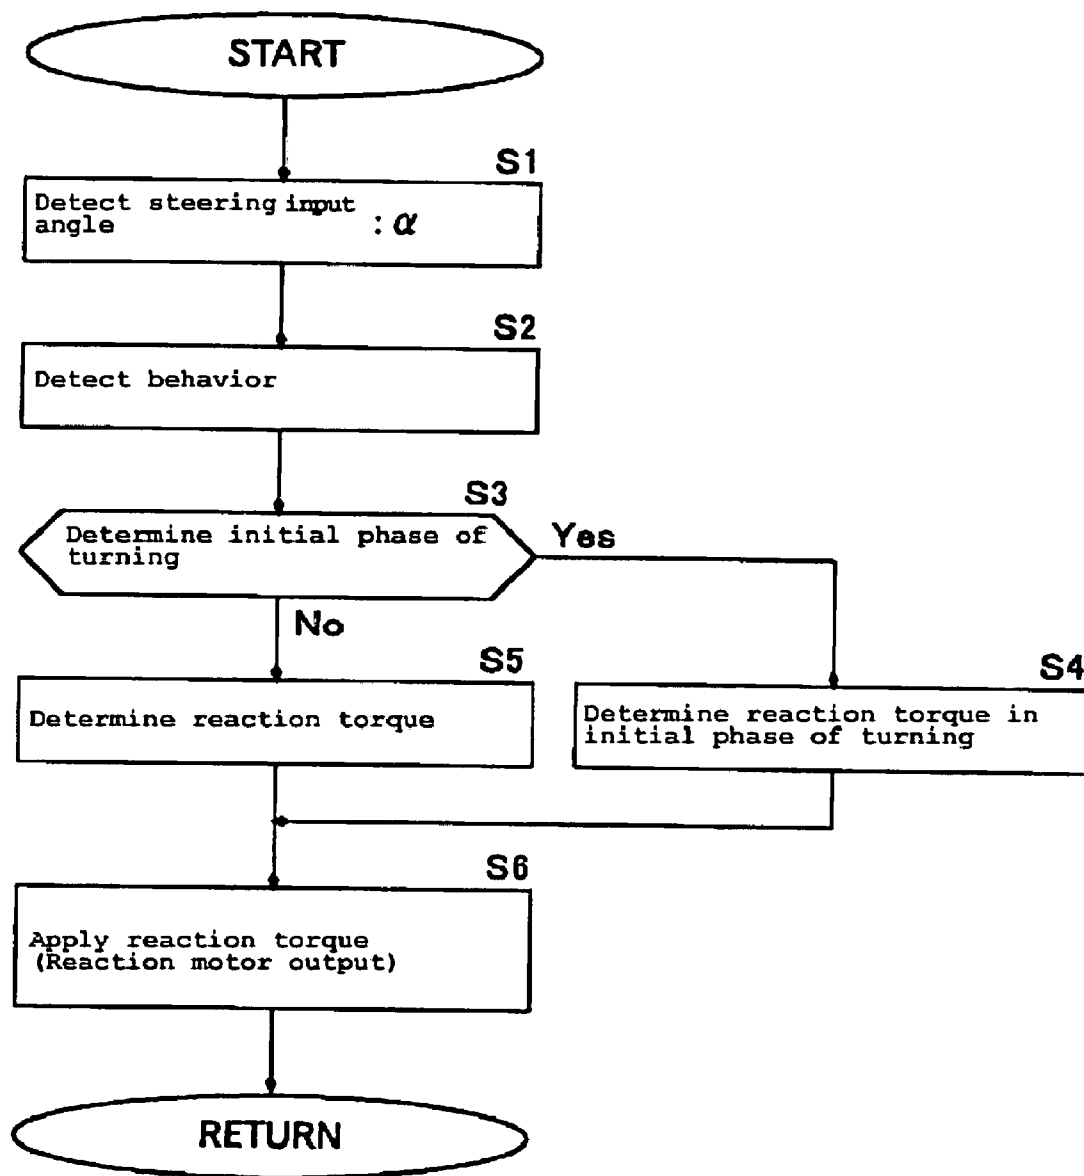 START
S1
Detect steering input
angle : α
S2
Detect behavior
S3
Determine initial phase of
turning
Yes
No
S5
Determine reaction torque
S4
Determine reaction torque in
initial phase of turning
S6
Apply reaction torque
(Reaction motor output)
RETURN